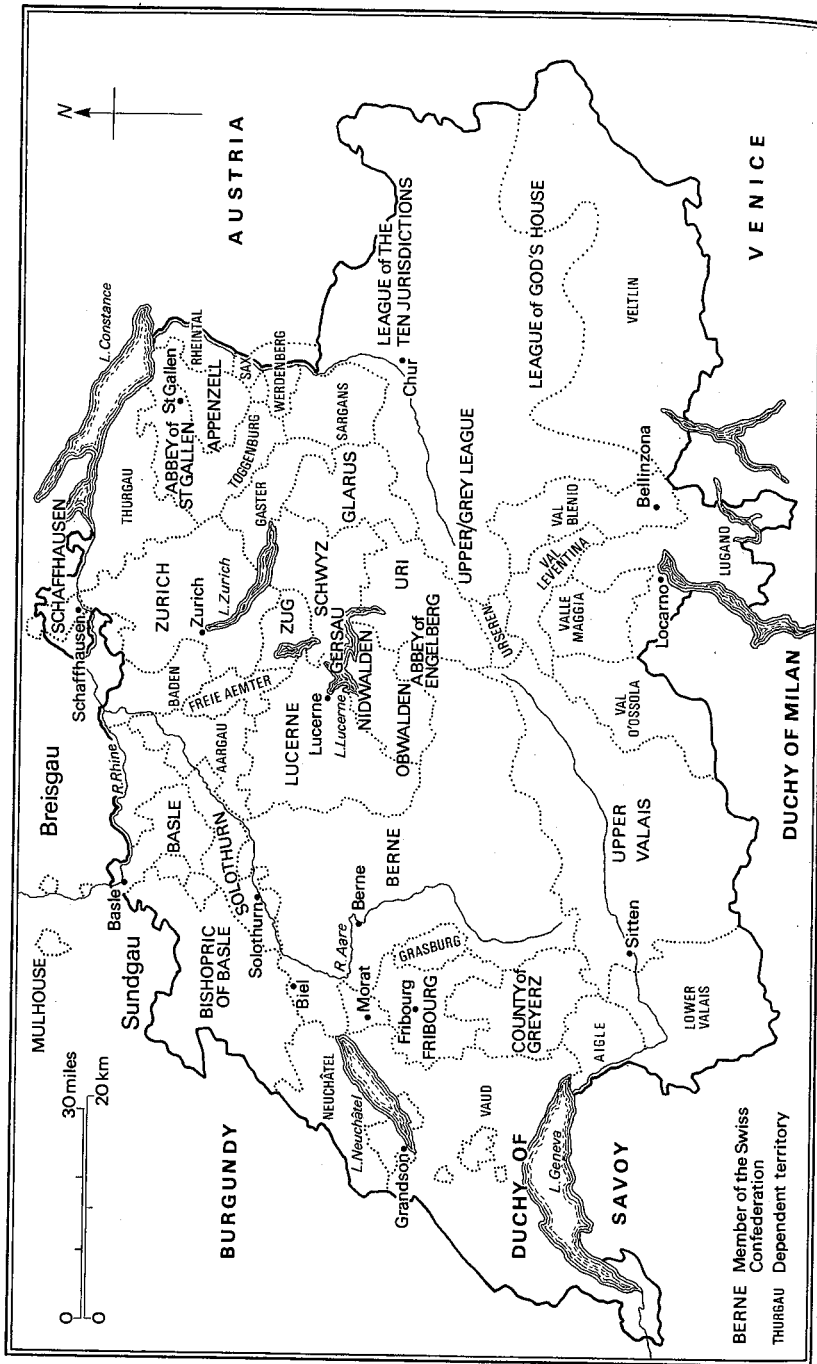 N
0 30 miles
0 20 km
MULHOUSE
Breisgau
Sundgau
BURGUNDY
AUSTRIA
VENICE
DUCHY OF MILAN
DUCHY OF
SAVOY
SCHAFFHAUSEN
Schaffhausen
L.Constance
R.Rhine
Basle
BASLE
BISHOPRIC
OF BASLE
SOLOTHURN
Solothurn
AARGAU
BADEN
FREIE AEMTER
ZURICH
Zurich
L.Zurich
THURGAU
ABBEY of
ST GALLEN
St Gallen
APPENZELL
RHEINTAL
SAX
WERDENBERG
TOGGENBURG
GASTER
SARGANS
GLARUS
LEAGUE of THE
TEN JURISDICTIONS
Chur
LEAGUE of GOD'S HOUSE
UPPER/GREY LEAGUE
VELTLIN
ZUG
SCHWYZ
GERSAU
LUCERNE
Lucerne
L.Lucerne
NIDWALDEN
OBWALDEN
ABBEY of
ENGELBERG
URI
URSEREN
VAL
BLENIO
VAL
LEVENTINA
VALLE
MAGGIA
VAL
D'OSSOLA
Bellinzona
Locarno
LUGANO
Biel
R.Aare
Berne
BERNE
Morat
Fribourg
FRIBOURG
GRASBURG
COUNTY of
GREYERZ
NEUCHÂTEL
L.Neuchâtel
Grandson
VAUD
L.Geneva
AIGLE
Sitten
UPPER
VALAIS
LOWER
VALAIS
BERNE Member of the Swiss
Confederation
THURGAU Dependent territory